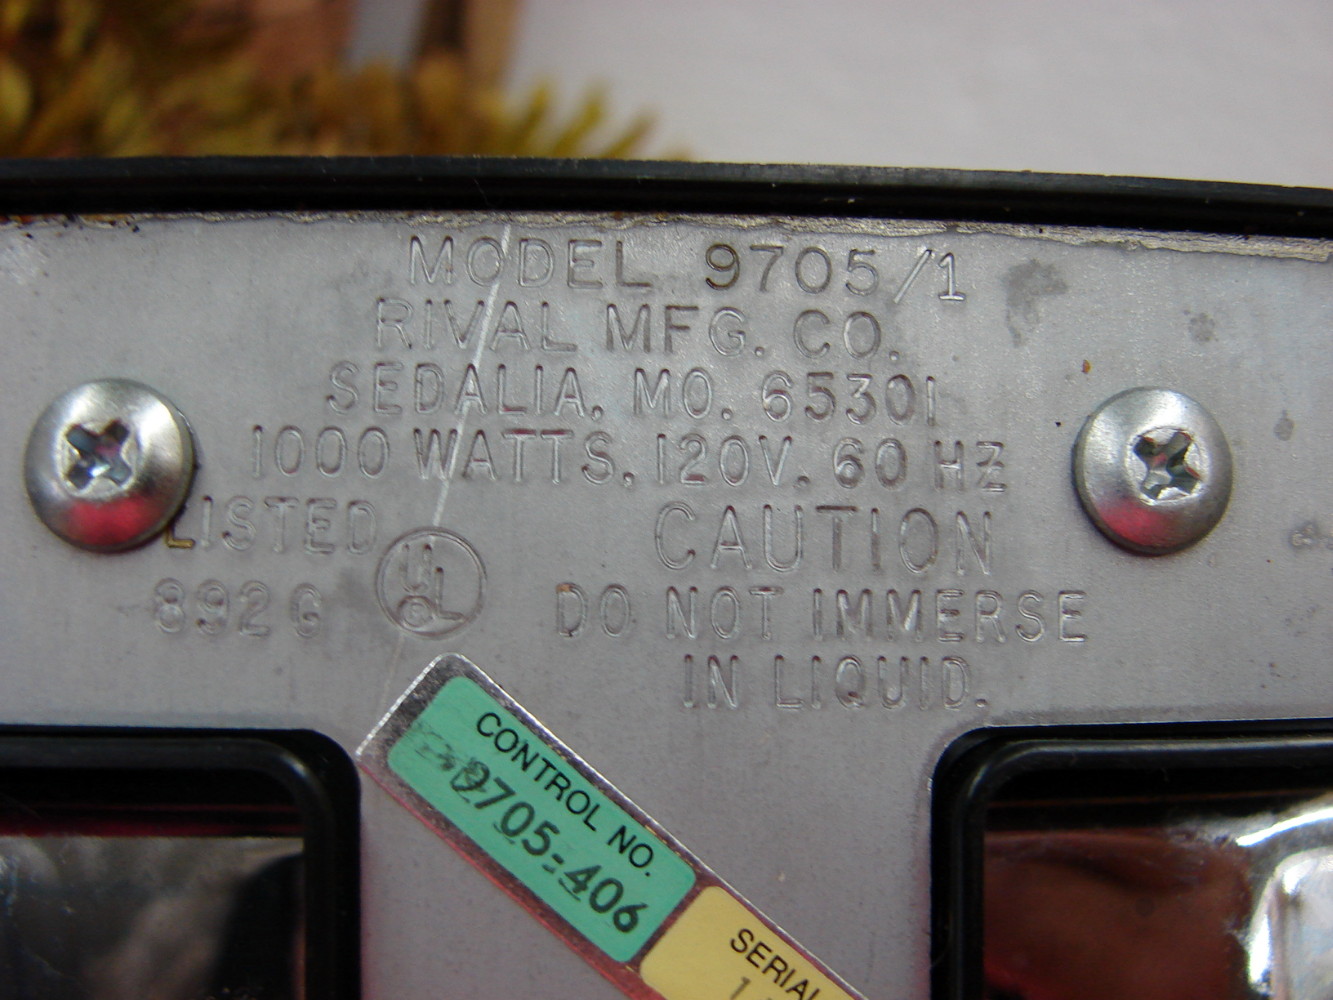 MODEL 9705/1
RIVAL MFG. CO.
SEDALIA, MO. 65301
1000 WATTS, 120V. 60 HZ
LISTED
UL
892G
CAUTION
DO NOT IMMERSE
IN LIQUID.
CONTROL NO.
9705-406
SERIAL